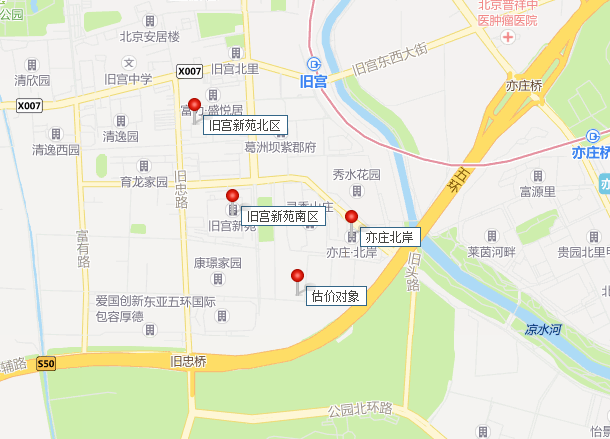 公园
北京安居楼
北京普祥中
医肿瘤医院
旧宫北里
旧宫东西大街
清欣园
旧宫中学
X007
旧宫
亦庄桥
X007
富力·盛悦居
旧宫新苑北区
清逸园
清逸西园
葛洲坝紫郡府
亦庄桥
秀水花园
五环
育龙家园
旧忠路
富源里
旧宫新苑南区
旧宫新苑
亦庄北岸
亦庄·北岸
富有路
莱茵河畔
贵园北里甲
康璟家园
旧头路
北
估价对象
爱国创新
包容厚德
东亚五环国际
凉水河
辅路
S50
旧忠桥
公园北环路
怡景